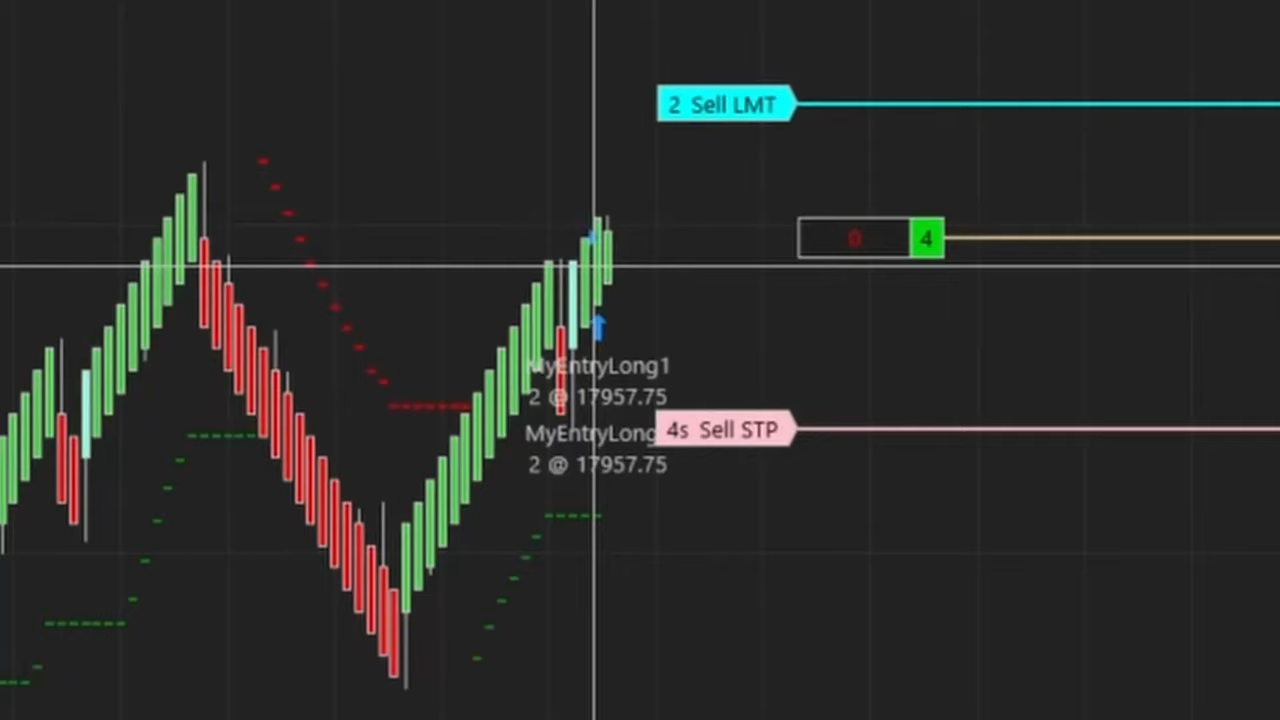 2 Sell LMT
0 4
MyEntryLong1
2 @ 17957.75
MyEntryLong
4s Sell STP
2 @ 17957.75